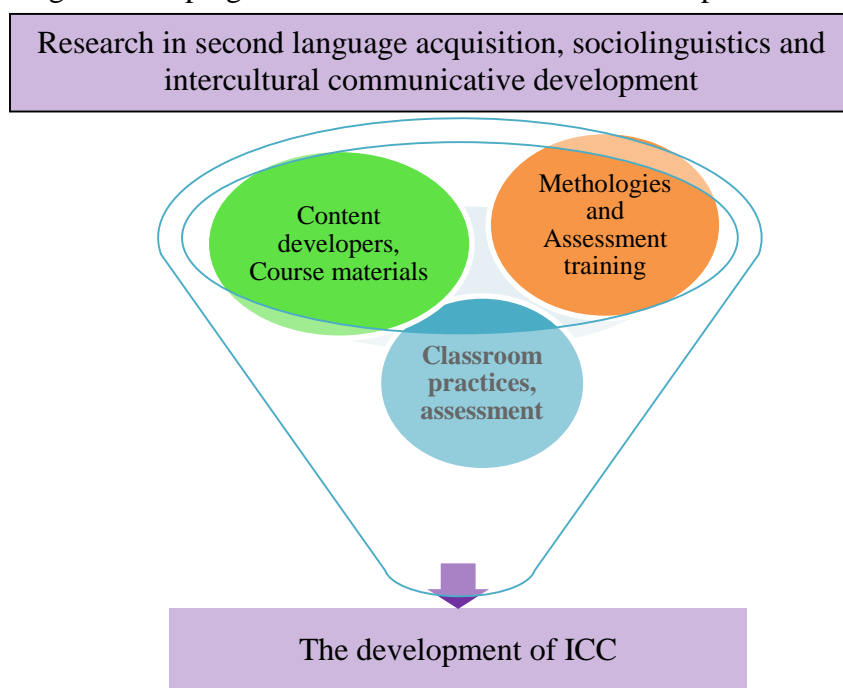 Research in second language acquisition, sociolinguistics and
intercultural communicative development
Content
developers,
Course materials
Methologies
and
Assessment
training
Classroom
practices,
assessment
The development of ICC